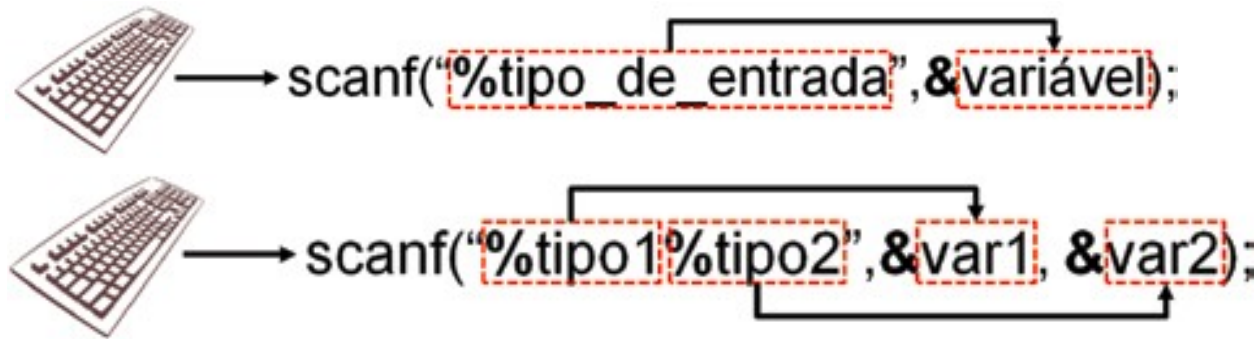 scanf(“%tipo_de_entrada”,&variável);
scanf(“%tipo1%tipo2”,&var1, &var2);